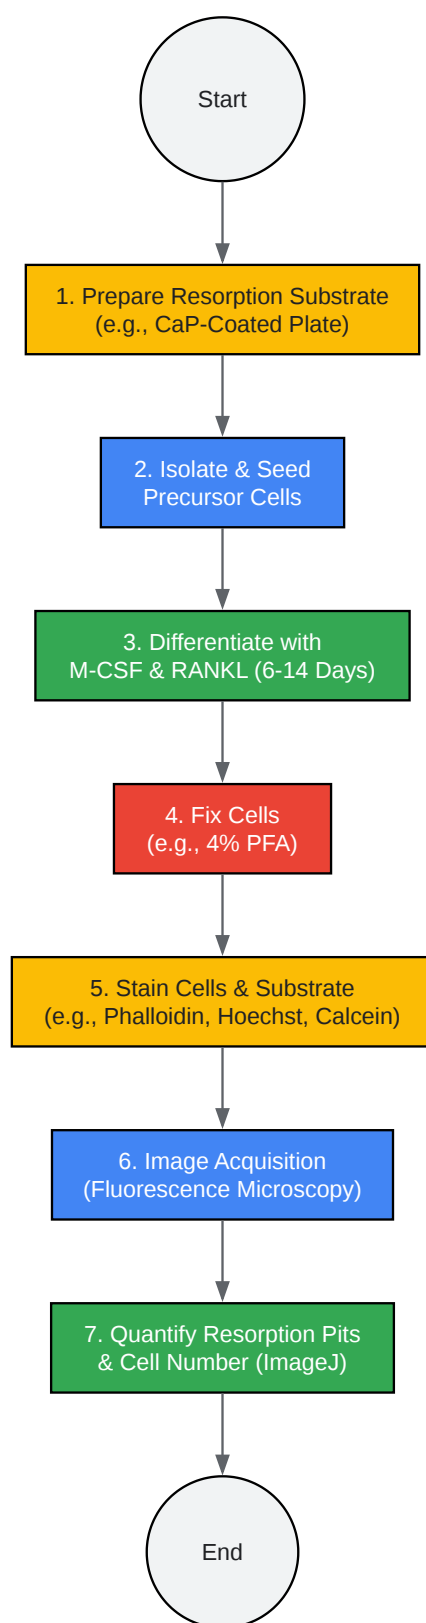 Start
1. Prepare Resorption Substrate
(e.g., CaP-Coated Plate)
2. Isolate & Seed
Precursor Cells
3. Differentiate with
M-CSF & RANKL (6-14 Days)
4. Fix Cells
(e.g., 4% PFA)
5. Stain Cells & Substrate
(e.g., Phalloidin, Hoechst, Calcein)
6. Image Acquisition
(Fluorescence Microscopy)
7. Quantify Resorption Pits
& Cell Number (ImageJ)
End